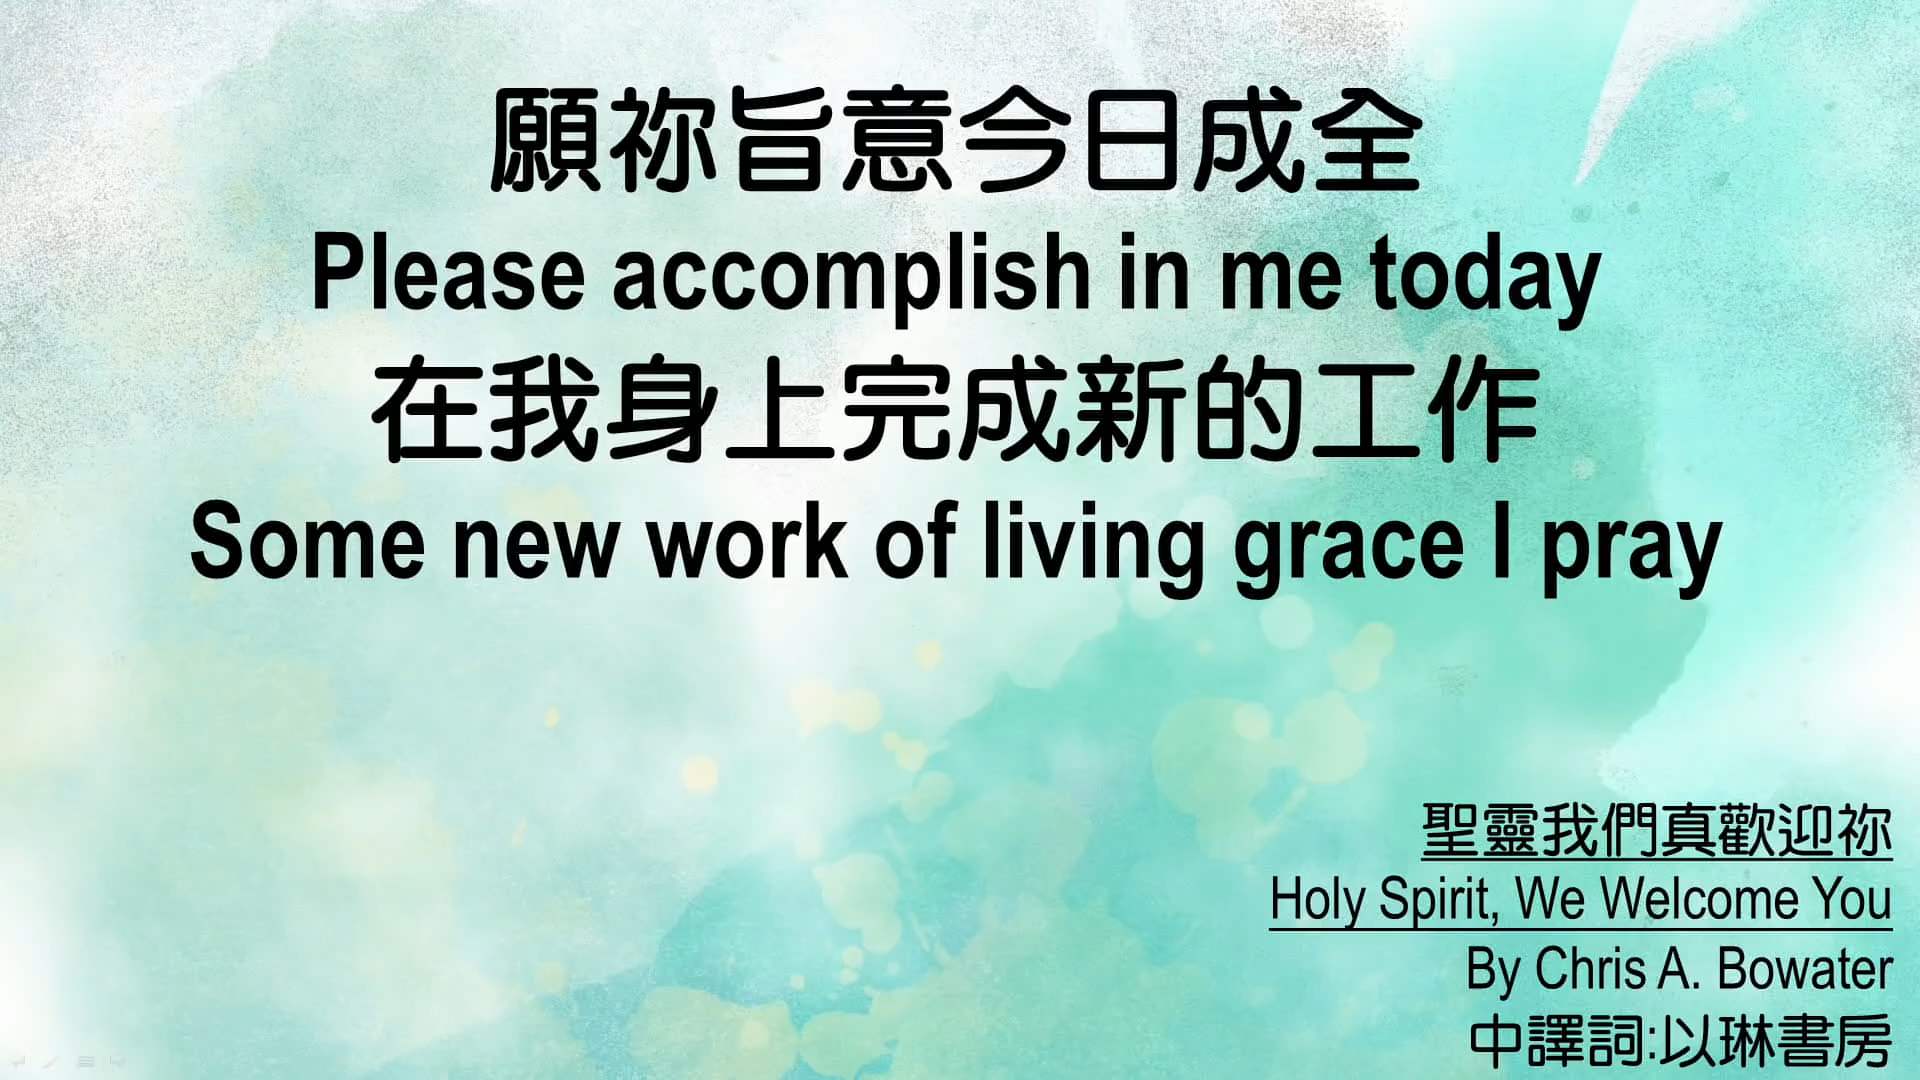 願祢旨意今日成全
Please accomplish in me today
在我身上完成新的工作
Some new work of living grace I pray
聖靈我們真歡迎祢
Holy Spirit, We Welcome You
By Chris A. Bowater
中譯詞:以琳書房